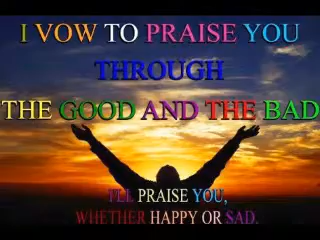 I VOW TO PRAISE YOU
THROUGH
THE GOOD AND THE BAD
I'LL PRAISE YOU,
WHETHER HAPPY OR SAD.